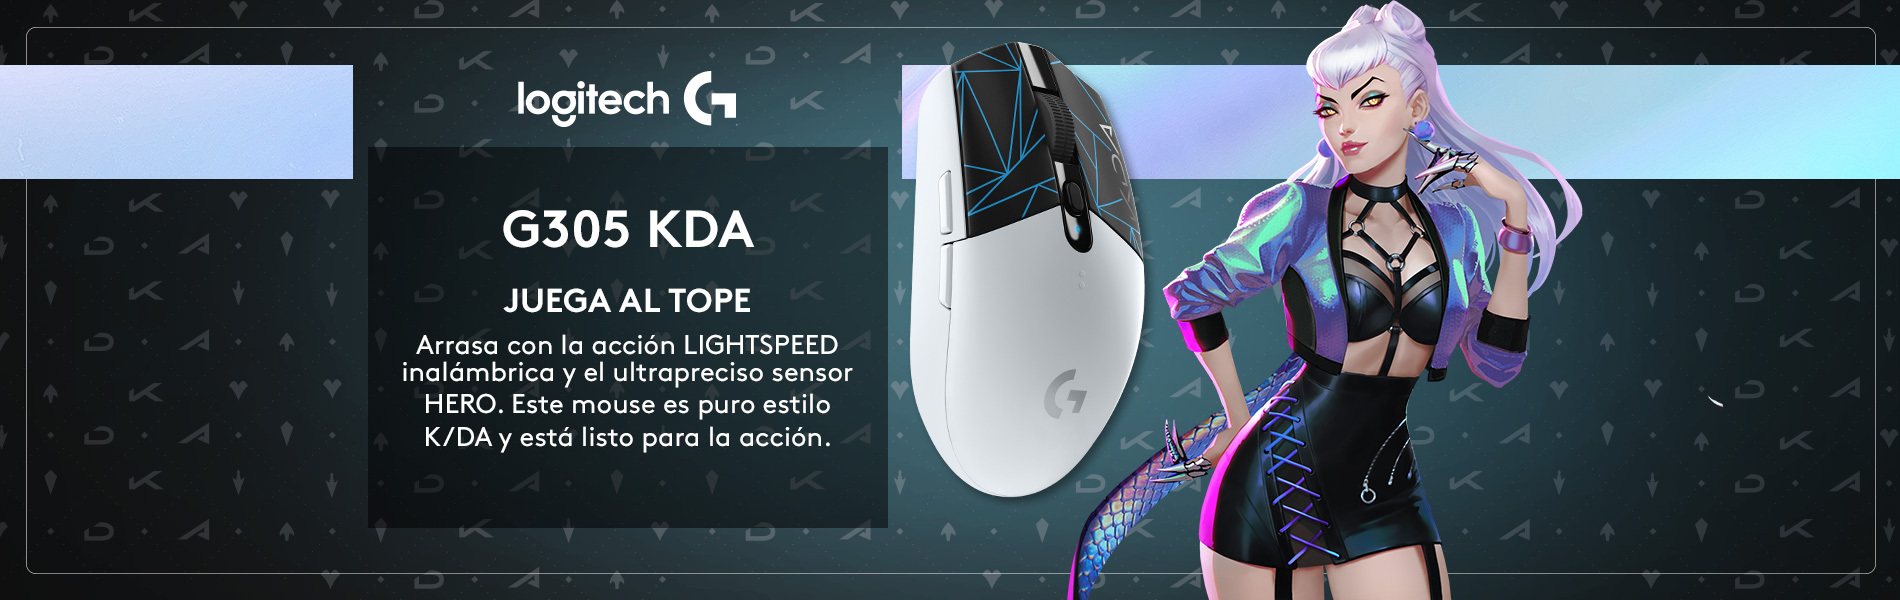 logitech G
G305 KDA
JUEGA AL TOPE
Arrasa con la acción LIGHTSPEED
inalámbrica y el ultrapreciso sensor
HERO. Este mouse es puro estilo
K/DA y está listo para la acción.